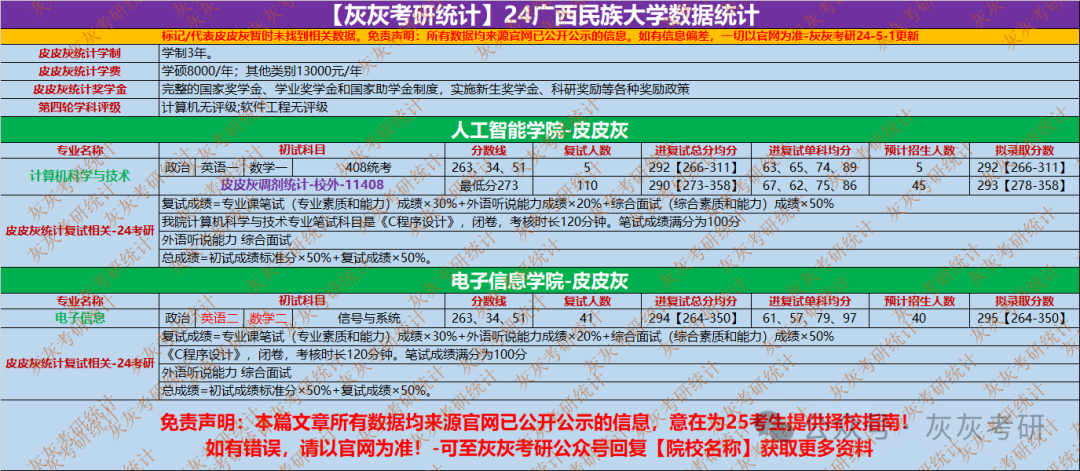 【灰灰考研统计】24广西民族大学数据统计
标记/代表皮皮灰暂时未找到相关数据。免责声明：所有数据均来源官网已公开公示的信息。如有信息偏差，一切以官网为准-灰灰考研24-5-1更新
皮皮灰统计学制 学制3年。
皮皮灰统计学费 学硕8000/年；其他类别13000元/年
皮皮灰统计奖学金 完整的国家奖学金、学业奖学金和国家助学金制度，实施新生奖学金、科研奖励等各种奖励政策
第四轮学科评级 计算机无评级;软件工程无评级
人工智能学院-皮皮灰
专业名称 初试科目 分数线 复试人数 进复试总分均分 进复试单科均分 预计招生人数 拟录取分数
计算机科学与技术 政治 英语一 数学一 408统考 263、34、51 5 292【266-311】 63、65、74、89 5 292【266-311】
皮皮灰调剂统计-校外-11408 最低分273 110 290【273-358】 67、62、75、86 45 293【278-358】
皮皮灰统计复试相关-24考研
复试成绩=专业课笔试（专业素质和能力）成绩×30%+外语听说能力成绩×20%+综合面试（综合素质和能力）成绩×50%
我院计算机科学与技术专业笔试科目是《C程序设计》，闭卷，考核时长120分钟。笔试成绩满分为100分
外语听说能力 综合面试
总成绩=初试成绩标准分×50%+复试成绩×50%。
电子信息学院-皮皮灰
专业名称 初试科目 分数线 复试人数 进复试总分均分 进复试单科均分 预计招生人数 拟录取分数
电子信息 政治 英语二 数学二 信号与系统 263、34、51 41 294【264-350】 61、57、79、97 40 295【264-350】
皮皮灰统计复试相关-24考研
复试成绩=专业课笔试（专业素质和能力）成绩×30%+外语听说能力成绩×20%+综合面试（综合素质和能力）成绩×50%
《C程序设计》，闭卷，考核时长120分钟。笔试成绩满分为100分
外语听说能力 综合面试
总成绩=初试成绩标准分×50%+复试成绩×50%。
免责声明：本篇文章所有数据均来源官网已公开公示的信息，意在为25考生提供择校指南！
如有错误，请以官网为准！-可至灰灰考研公众号回复【院校名称】获取更多资料
公众号 灰灰考研
灰灰考研统计